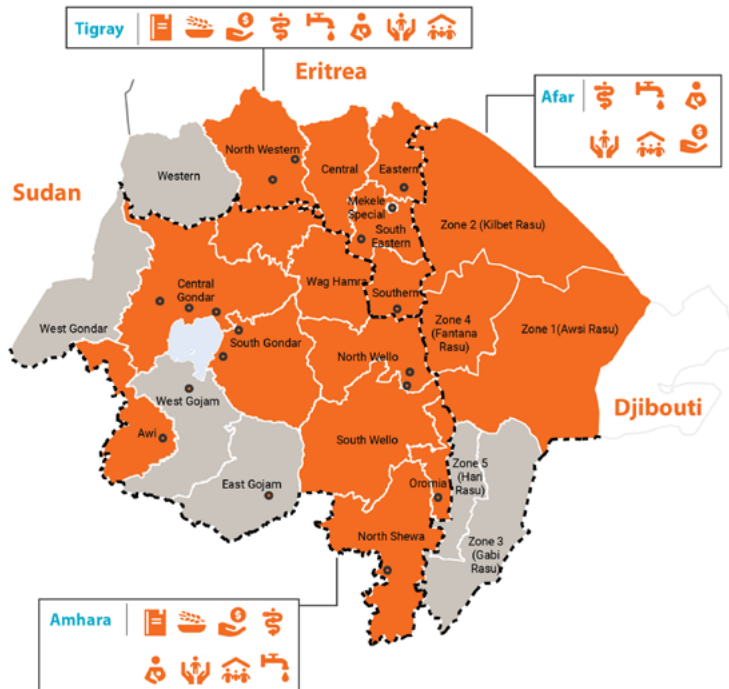 Tigray
Eritrea
Afar
North Western
Central
Eastern
Western
Mekele
Special
Sudan
South
Eastern
Zone 2 (Kilbet Rasu)
Central
Gondar
Wag Hamra
Southern
West Gondar
South Gondar
North Wello
Zone 4
(Fantana
Rasu)
Zone 1(Awsi Rasu)
West Gojam
Djibouti
Awi
South Wello
East Gojam
Oromia
Zone 5
(Hari
Rasu)
North Shewa
Zone 3
(Gabi
Rasu)
Amhara